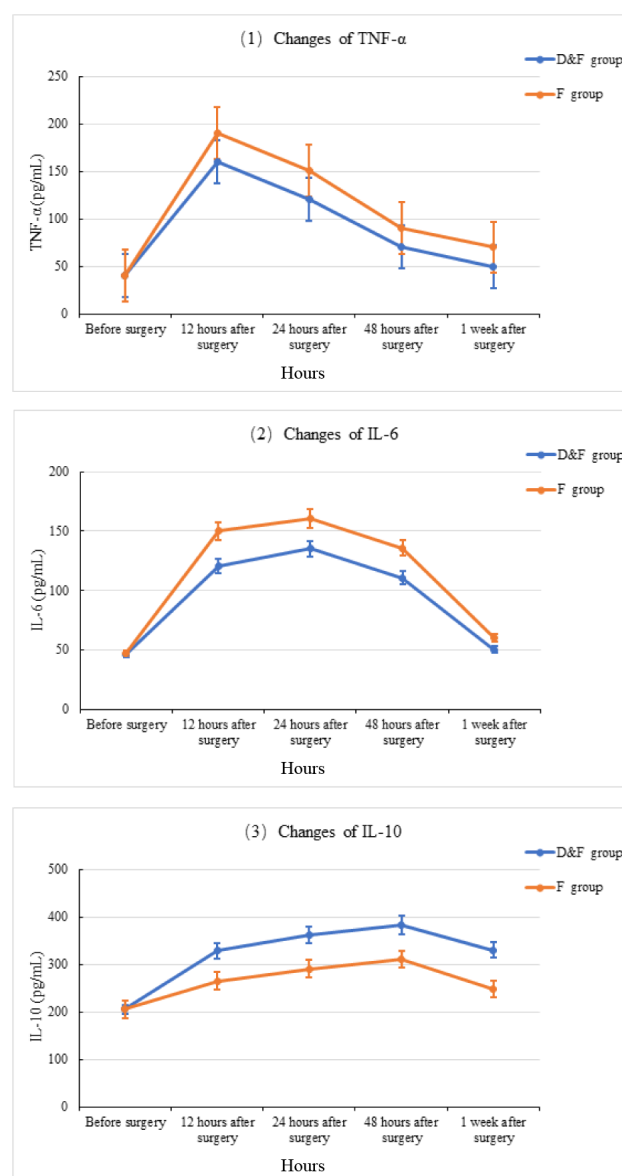 （1） Changes of TNF-α
D&F group
F group
250
200
150
100
50
0
TNF-α(pg/mL)
Before surgery
12 hours after
surgery
24 hours after
surgery
48 hours after
surgery
1 week after
surgery
Hours
（2） Changes of IL-6
D&F group
F group
200
150
100
50
0
IL-6 (pg/mL)
Before surgery
12 hours after
surgery
24 hours after
surgery
48 hours after
surgery
1 week after
surgery
Hours
（3） Changes of IL-10
D&F group
F group
500
400
300
200
100
0
IL-10 (pg/mL)
Before surgery
12 hours after
surgery
24 hours after
surgery
48 hours after
surgery
1 week after
surgery
Hours